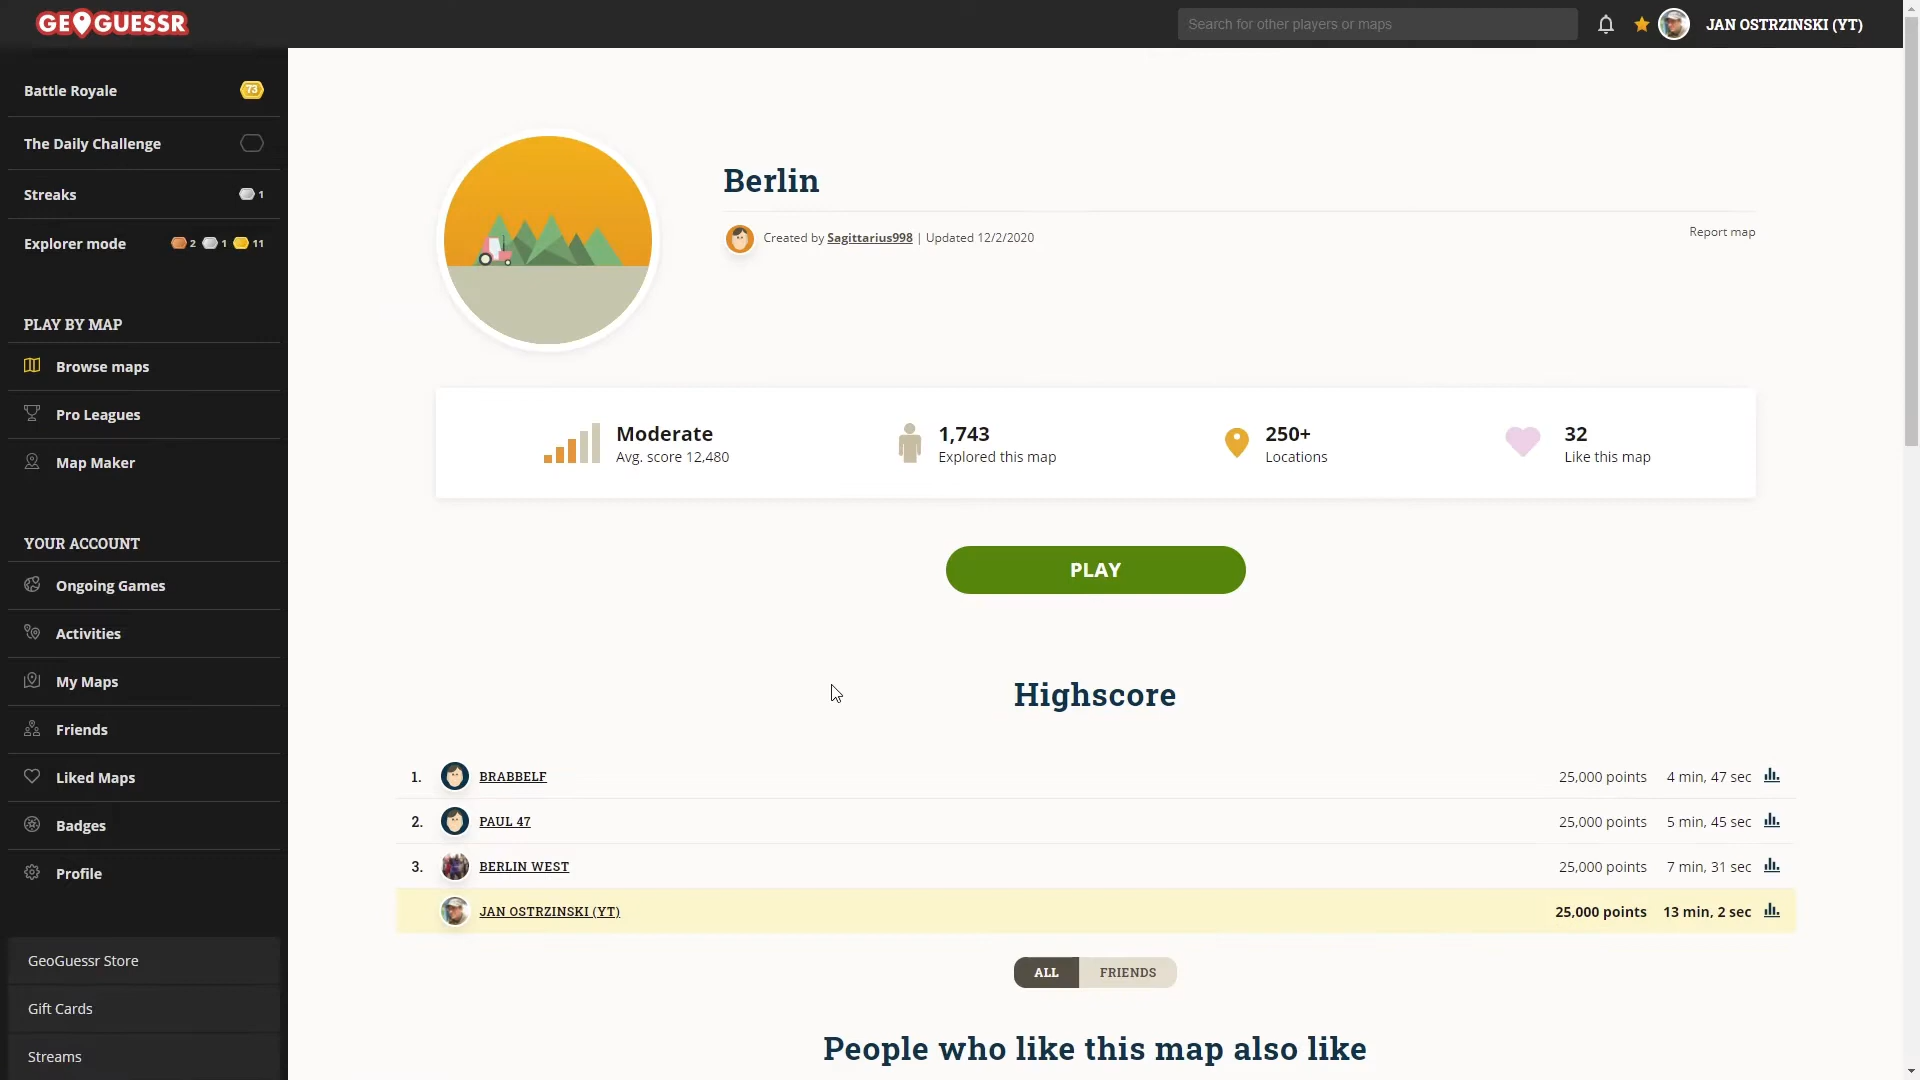 GEOGUESSR
Search for other players or maps
JAN OSTRZINSKI (YT)
Battle Royale
73
The Daily Challenge
Streaks
1
Explorer mode
2
1
11
PLAY BY MAP
Browse maps
Pro Leagues
Map Maker
YOUR ACCOUNT
Ongoing Games
Activities
My Maps
Friends
Liked Maps
Badges
Profile
GeoGuessr Store
Gift Cards
Streams
Berlin
Created by Sagittarius998 | Updated 12/2/2020
Report map
Moderate
Avg. score 12,480
1,743
Explored this map
250+
Locations
32
Like this map
PLAY
Highscore
1. BRABBELF 25,000 points 4 min, 47 sec
2. PAUL 47 25,000 points 5 min, 45 sec
3. BERLIN WEST 25,000 points 7 min, 31 sec
JAN OSTRZINSKI (YT) 25,000 points 13 min, 2 sec
ALL FRIENDS
People who like this map also like